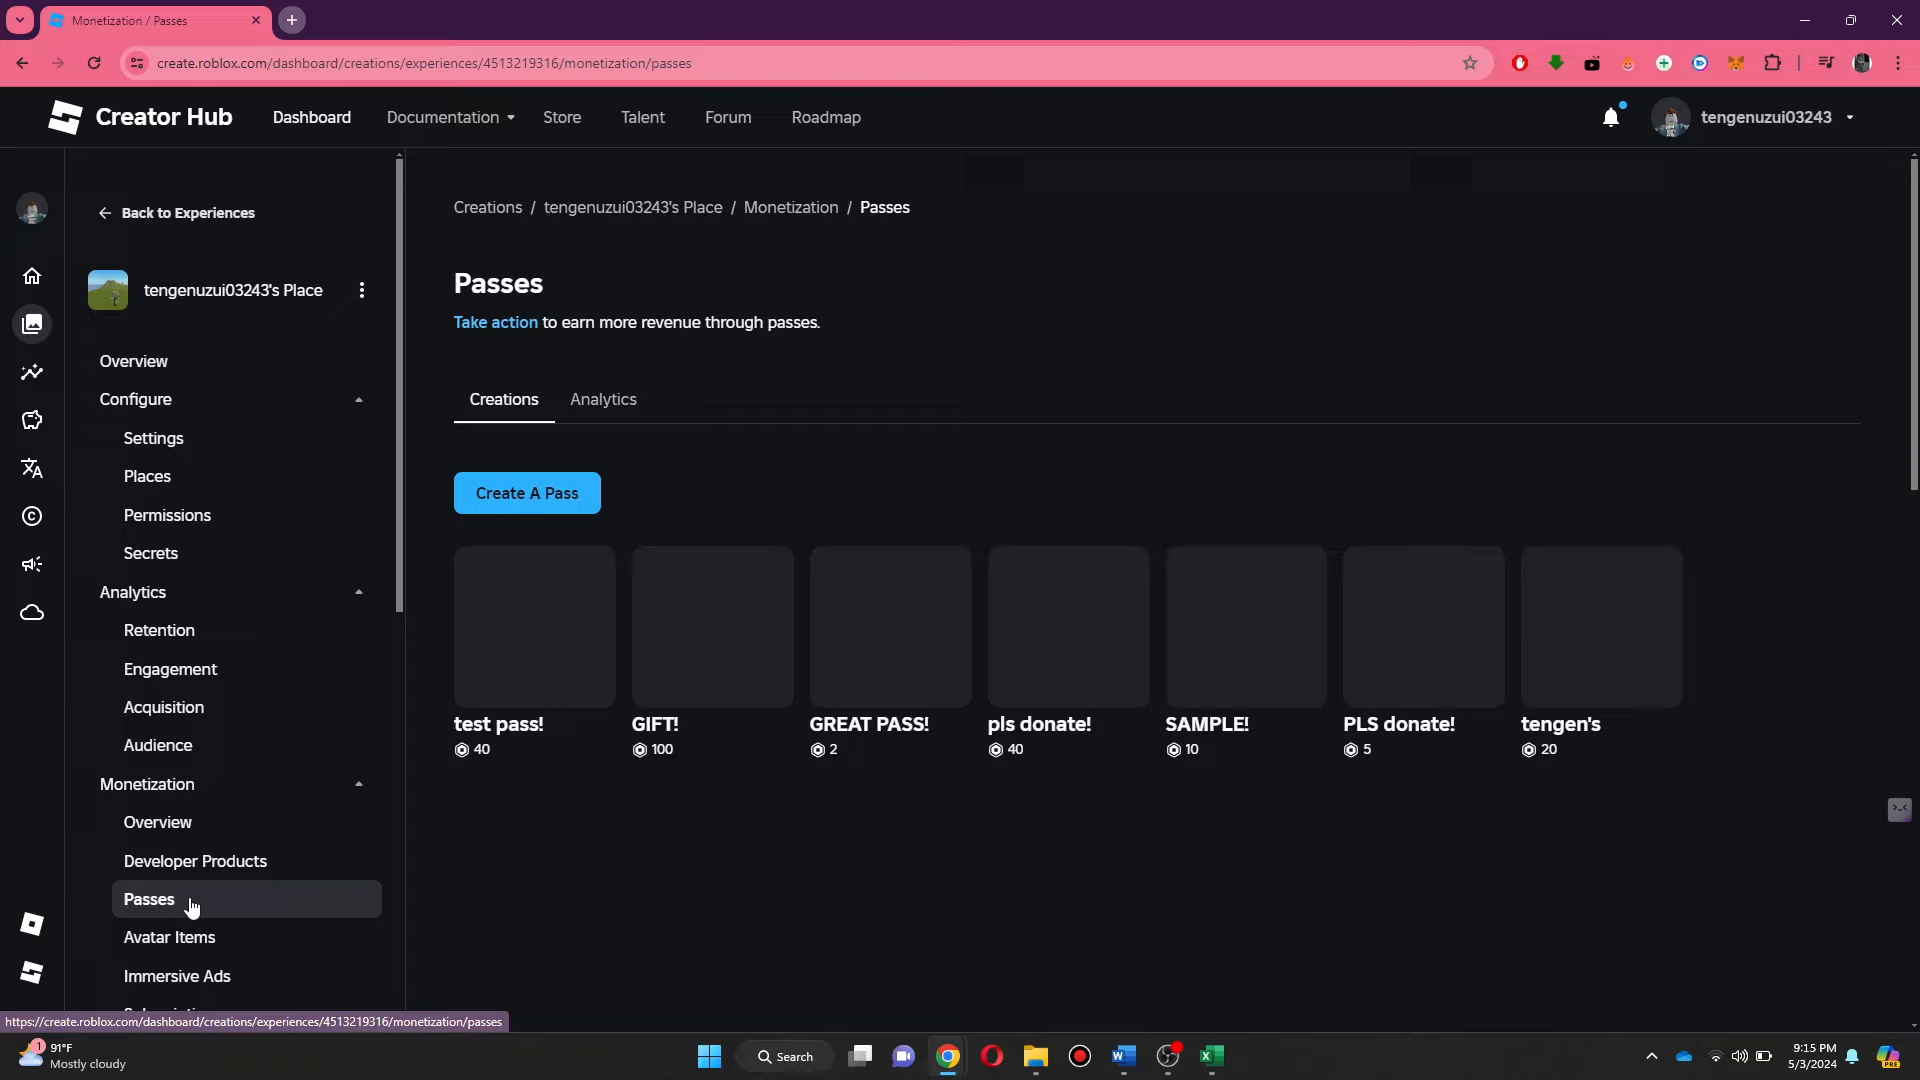 Monetization / Passes
create.roblox.com/dashboard/creations/experiences/4513219316/monetization/passes
Creator Hub
Dashboard
Documentation
Store
Talent
Forum
Roadmap
tengenuzui03243
Back to Experiences
tengenuzui03243's Place
Overview
Configure
Settings
Places
Permissions
Secrets
Analytics
Retention
Engagement
Acquisition
Audience
Monetization
Overview
Developer Products
Passes
Avatar Items
Immersive Ads
Creations / tengenuzui03243's Place / Monetization / Passes
Passes
Take action to earn more revenue through passes.
Creations
Analytics
Create A Pass
test pass!
40
GIFT!
100
GREAT PASS!
2
pls donate!
40
SAMPLE!
10
PLS donate!
5
tengen's
20
https://create.roblox.com/dashboard/creations/experiences/4513219316/monetization/passes
1
91°F
Mostly cloudy
Search
9:15 PM
5/3/2024
PRE